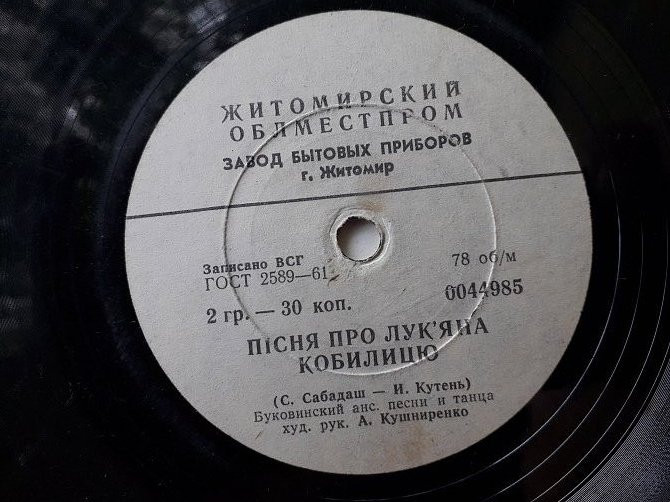 ЖИТОМИРСКИЙ
ОБЛМЕСТПРОМ
ЗАВОД БЫТОВЫХ ПРИБОРОВ
г. Житомир
Записано ВСГ
ГОСТ 2589—61
78 об/м
2 гр. — 30 коп.
0044985
ПІСНЯ ПРО ЛУК'ЯНА
КОБИЛИЦЮ
(С. Сабадаш — И. Кутень)
Буковинский анс. песни и танца
худ. рук. А. Кушниренко